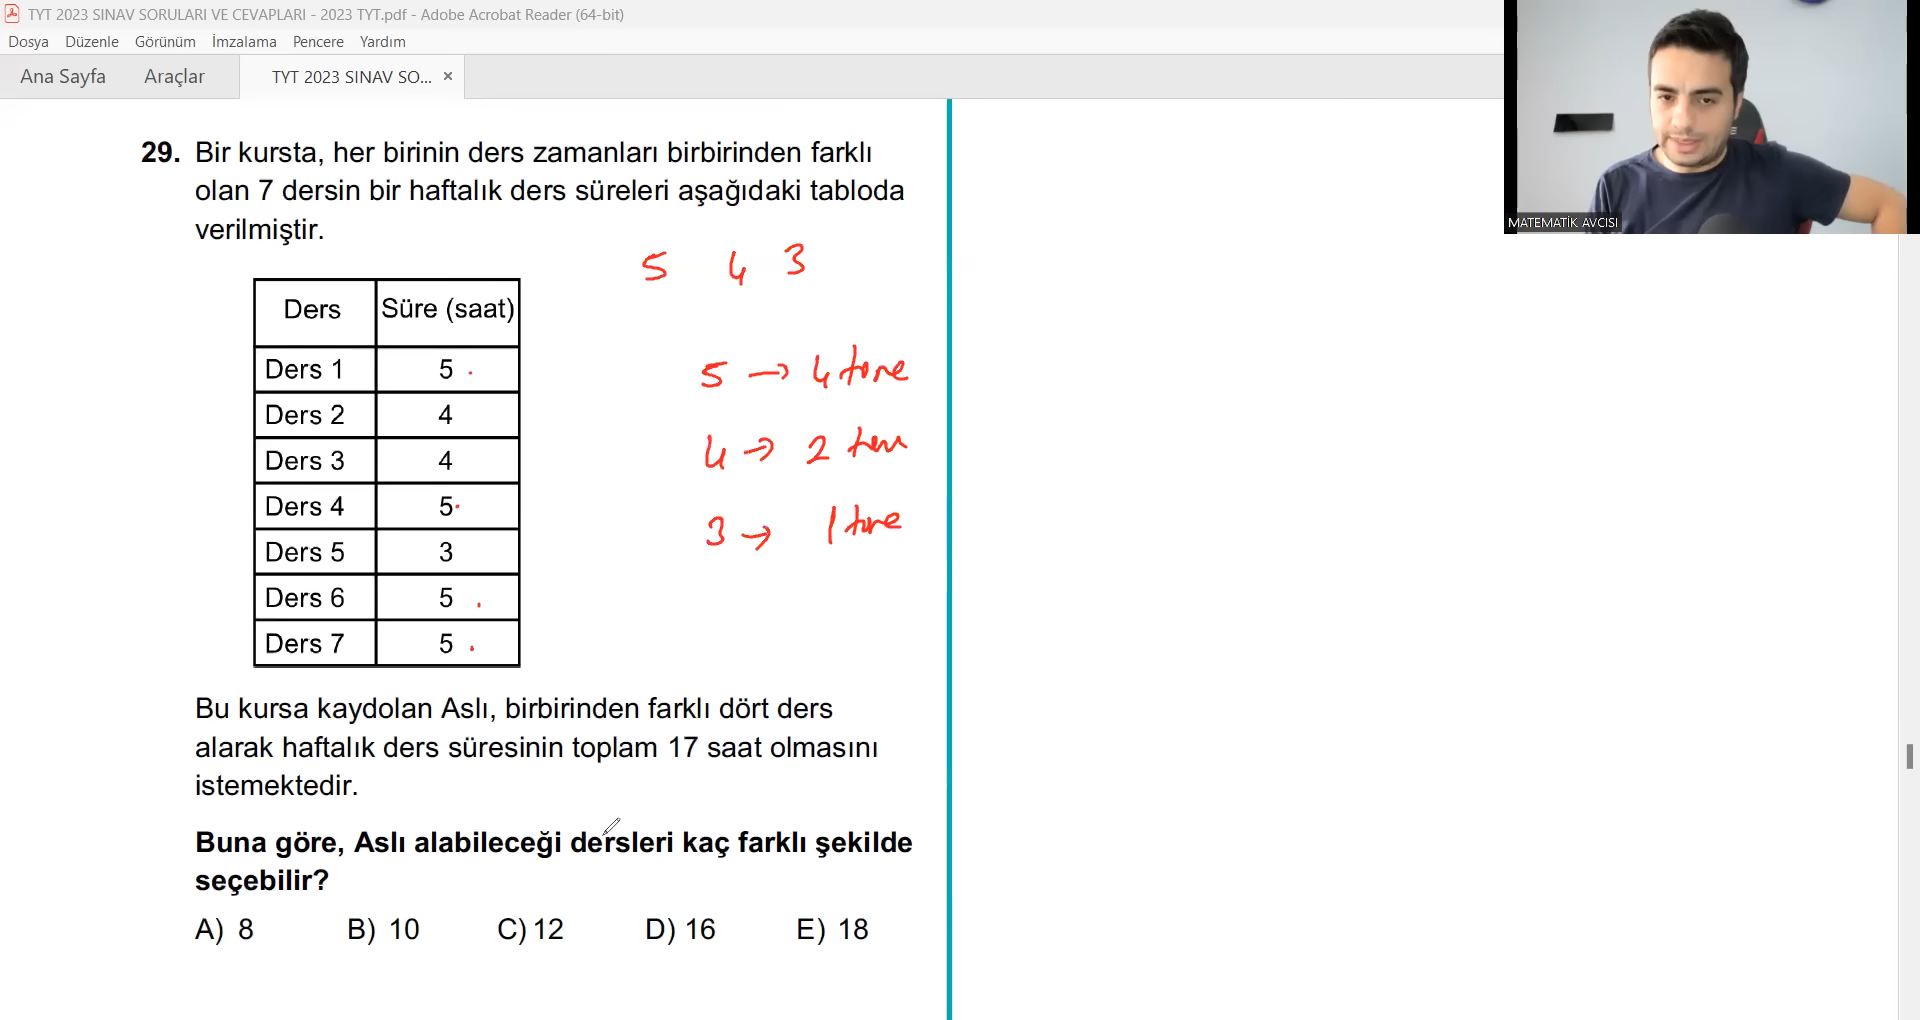 TYT 2023 SINAV SORULARI VE CEVAPLARI - 2023 TYT.pdf - Adobe Acrobat Reader (64-bit)
Dosya Düzenle Görünüm İmzalama Pencere Yardım
Ana Sayfa Araçlar TYT 2023 SINAV SO... ×
MATEMATİK AVCISI
29. Bir kursta, her birinin ders zamanları birbirinden farklı
olan 7 dersin bir haftalık ders süreleri aşağıdaki tabloda
verilmiştir.
5 4 3
Ders Süre (saat)
Ders 1 5
Ders 2 4
Ders 3 4
Ders 4 5
Ders 5 3
Ders 6 5
Ders 7 5
5 → 4 tane
4 → 2 tane
3 → 1 tane
Bu kursa kaydolan Aslı, birbirinden farklı dört ders
alarak haftalık ders süresinin toplam 17 saat olmasını
istemektedir.
Buna göre, Aslı alabileceği dersleri kaç farklı şekilde
seçebilir?
A) 8 B) 10 C) 12 D) 16 E) 18